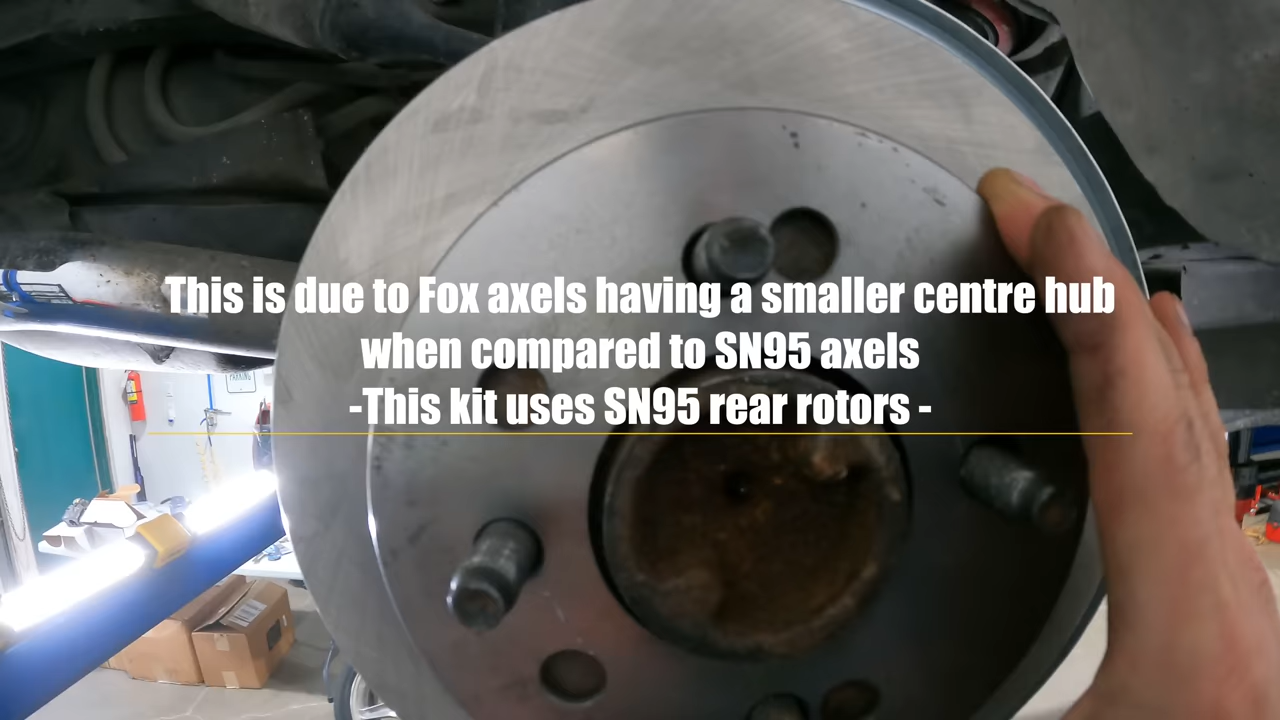 This is due to Fox axels having a smaller centre hub
when compared to SN95 axels
-This kit uses SN95 rear rotors -
PARKING